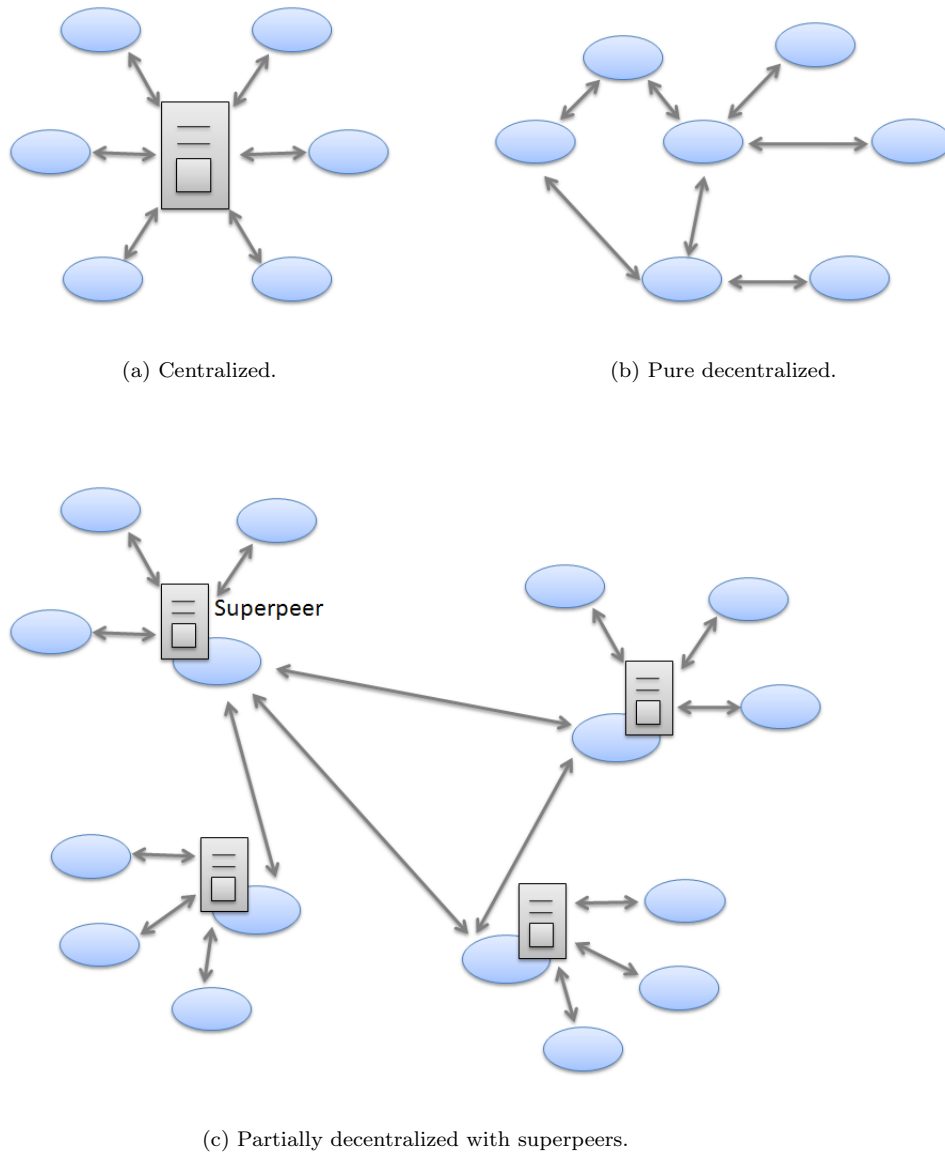 (a) Centralized.
(b) Pure decentralized.
Superpeer
(c) Partially decentralized with superpeers.